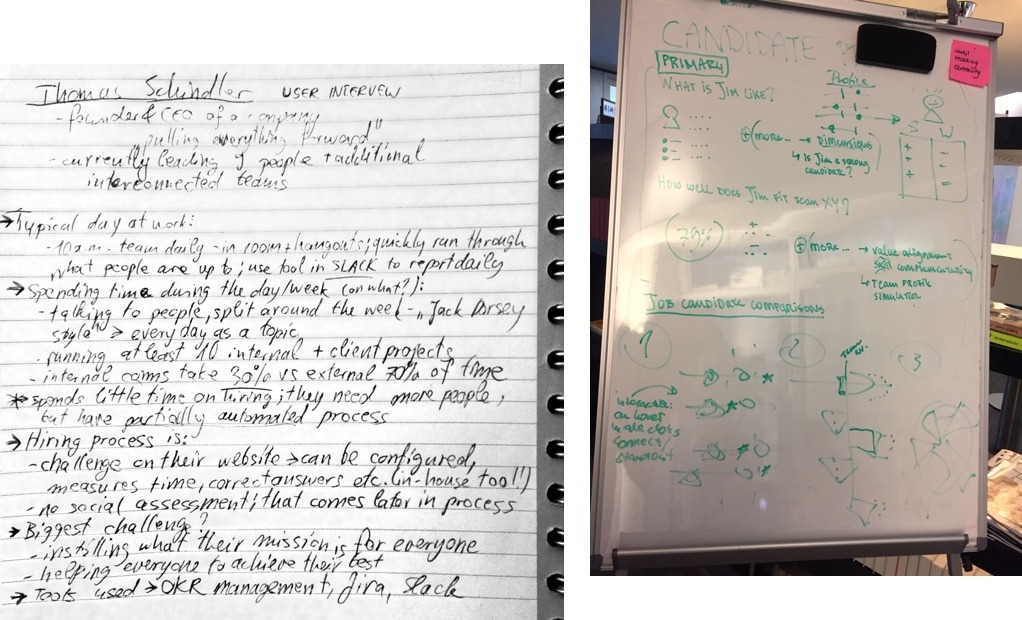 Thomas Schindler USER INTERVIEW
- founder & CEO of a company
"pulling everything forward"
- currently leading 9 people + additional
interconnected teams
→ Typical day at work:
- 10 a.m. team daily - in room + hangouts; quickly run through
what people are up to; use tool in SLACK to report daily
→ Spending time during the day/week (on what?):
- talking to people, split around the week - "Jack Dorsey
style" > every day as a topic
- running at least 10 internal + client projects
- internal comms take 30% vs external 70% of time
* spends little time on hiring; they need more people,
but have partially automated process
→ Hiring process is:
- challenge on their website > can be configured,
measures time, correct answers etc. (in-house tool!)
- no social assessment; that comes later in process
→ Biggest challenge?
- instilling what their mission is for everyone
- helping everyone to achieve their best
→ Tools used → OKR management, Jira, Slack
CANDIDATE
PRIMARY
WHAT IS JIM LIKE?
Profile
S W
+ (more... → DIMENSIONS
↳ IS JIM A STRONG
CANDIDATE?
HOW WELL DOES JIM FIT TEAM XY?
79%
+ more... → VALUE ALIGNMENT
SKILL COMPLEMENTARITY
↳ TEAM PROFILE
SIMULATION
JOB CANDIDATE COMPARISONS
1 2 3
INTERACTION:
ON HOVER
MAKE DOTS
CONNECT/
STANDOUT